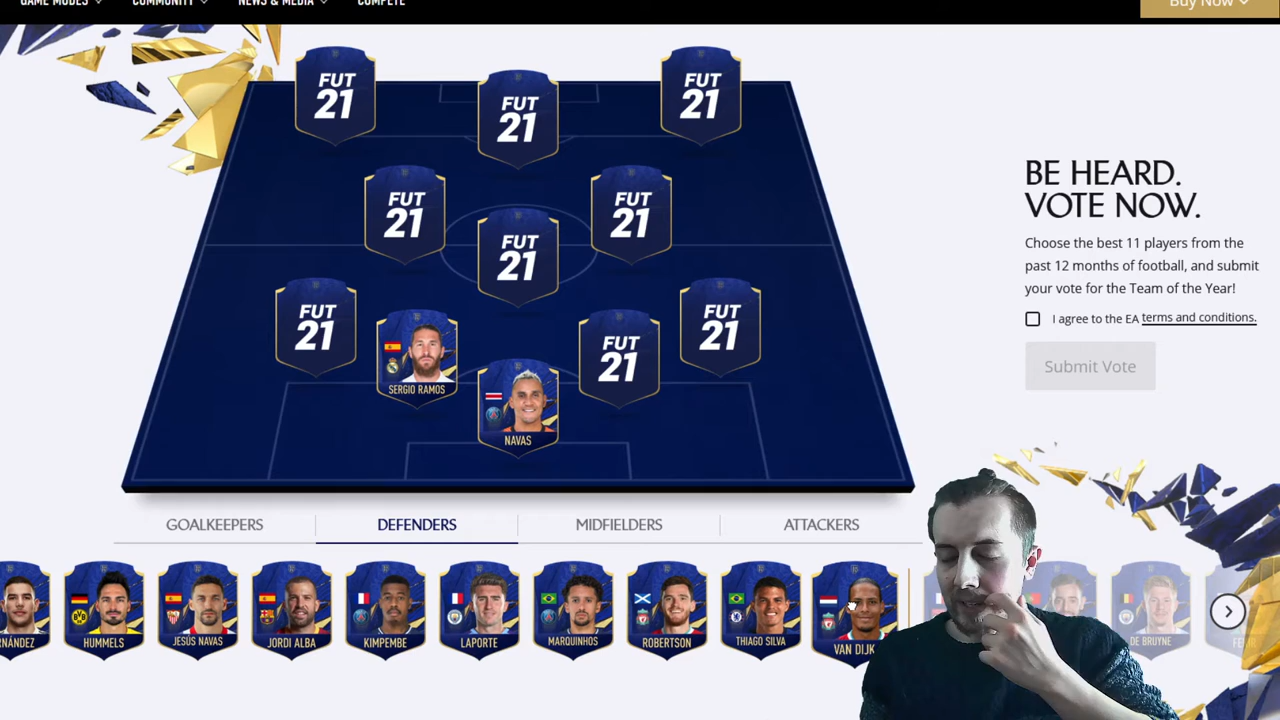 GAME MODES
COMMUNITY
NEWS & MEDIA
COMPETE
Buy Now
FUT
21
FUT
21
FUT
21
FUT
21
FUT
21
FUT
21
FUT
21
SERGIO RAMOS
NAVAS
FUT
21
FUT
21
BE HEARD.
VOTE NOW.
Choose the best 11 players from the
past 12 months of football, and submit
your vote for the Team of the Year!
I agree to the EA terms and conditions.
Submit Vote
GOALKEEPERS
DEFENDERS
MIDFIELDERS
ATTACKERS
HUMMELS
JESÚS NAVAS
JORDI ALBA
KIMPEMBE
LAPORTE
MARQUINHOS
ROBERTSON
THIAGO SILVA
VAN DIJK
DE BRUYNE